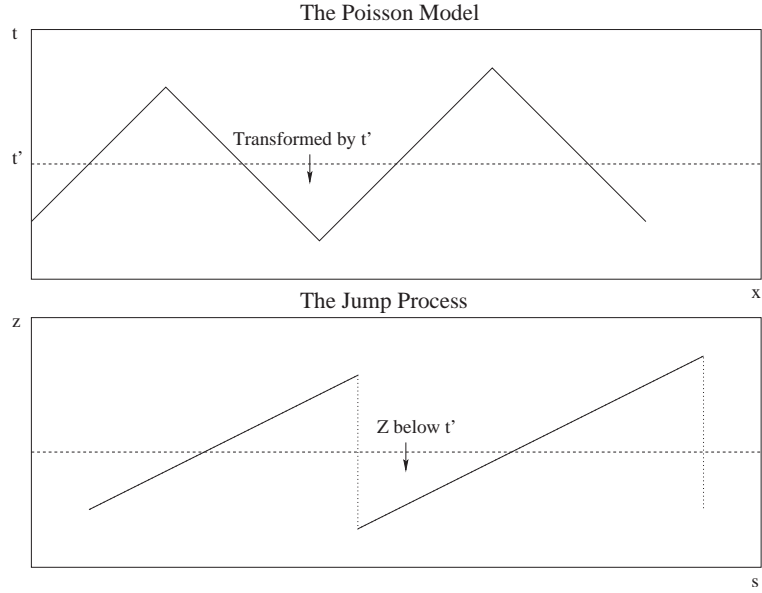 The Poisson Model
t
Transformed by t'
t'
x
The Jump Process
z
Z below t'
s